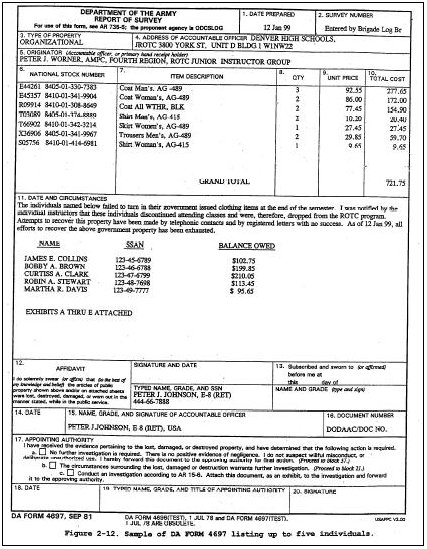 DEPARTMENT OF THE ARMY
REPORT OF SURVEY
For use of this form, see AR 735-5; the proponent agency is ODCSLOG
1. DATE PREPARED
12 Jan 99
2. SURVEY NUMBER
Entered by Brigade Log Be
3. TYPE OF PROPERTY
ORGANIZATIONAL
4. ADDRESS OF ACCOUNTABLE OFFICER DENVER HIGH SCHOOLS,
JROTC 3800 YORK ST, UNIT D BLDG 1 W1NW22
5. ORIGINATOR (Accountable officer, or primary hand receipt holder)
PETER J. WORNER, AMPC, FOURTH REGION, ROTC JUNIOR INSTRUCTOR GROUP
6. NATIONAL STOCK NUMBER
7. ITEM DESCRIPTION
8. QTY
9. UNIT PRICE
10. TOTAL COST
E44261 8405-01-330-7383 Coat Man's, AG -489 3 92.55 277.65
E45357 8410-01-341-9904 Coat Women's, AG-489 2 86.00 172.00
R09914 8410-01-308-8649 Coat All WTHR, BLK 2 77.45 154.90
T03089 8405-01-174-8889 Shirt Man's, AG-415 2 10.20 20.40
T66902 8410-01-342-3214 Skirt Women's, AG-489 1 27.45 27.45
X36906 8405-01-341-9967 Trousers Men's, AG-489 2 29.85 59.70
S05756 8410-01-414-6981 Shirt Women's, AG-415 1 9.65 9.65
GRAND TOTAL 721.75
11. DATE AND CIRCUMSTANCES
The individuals named below failed to turn in their government issued clothing items at the end of the semester. I was notified by the
individual instructors that these individuals discontinued attending classes and were, therefore, dropped from the ROTC program.
Attempts to recover this property have been made by telephonic contacts and by registered letters with no success. As of 12 Jan 99, all
efforts to recover the above government property has been exhausted.
NAME SSAN BALANCE OWED
JAMES E. COLLINS 123-45-6789 $102.75
BOBBY A. BROWN 123-46-6788 $199.85
CURTISS A. CLARK 123-47-6799 $210.05
ROBIN A. STEWART 123-48-7698 $113.45
MARTHA R. DAVIS 123-49-7777 $ 95.65
EXHIBITS A THRU E ATTACHED
12. AFFIDAVIT
I do solemnly swear (or affirm) that (to the best of
my knowledge and belief) the articles of public
property shown above and/or on attached sheets
were lost, destroyed, damaged, or worn out in the
manner stated, while in the public service.
SIGNATURE AND DATE
TYPED NAME, GRADE, AND SSN
PETER J. JOHNSON, E-8 (RET)
444-66-7888
13. Subscribed and sworn to (or affirmed)
before me at
this day of
NAME AND GRADE (type and sign)
14. DATE
15. NAME, GRADE, AND SIGNATURE OF ACCOUNTABLE OFFICER
PETER J.JOHNSON, E-8 (RET), USA
16. DOCUMENT NUMBER
DODAAC/DOC NO.
17. APPOINTING AUTHORITY
I have received the evidence pertaining to the lost, damaged, or destroyed property, and have determined that the following action is required.
a. No further investigation is required. There is no positive evidence of negligence. I do not suspect willful or
deliberate unauthorized use. I hereby forward the document to the approving authority for final action. (Proceed to block 31.)
b. The circumstances surrounding the lost, damaged, or destruction warrants further investigation. (Proceed to block 21.)
c. Conduct an investigation according to AR 15-6. Attach this document, as an exhibit, to the investigation and forward
it to the approving authority.
18. DATE
19. TYPED NAME, GRADE, AND TITLE OF APPOINTING AUTHORITY
20. SIGNATURE
DA FORM 4697, SEP 81
DA FORM 4696(TEST), 1 JUL 78 AND DA FORM 4697(TEST),
1 JUL 78 ARE OBSOLETE.
USAPPC V3.00
Figure 2-12. Sample of DA FORM 4697 listing up to five individuals.